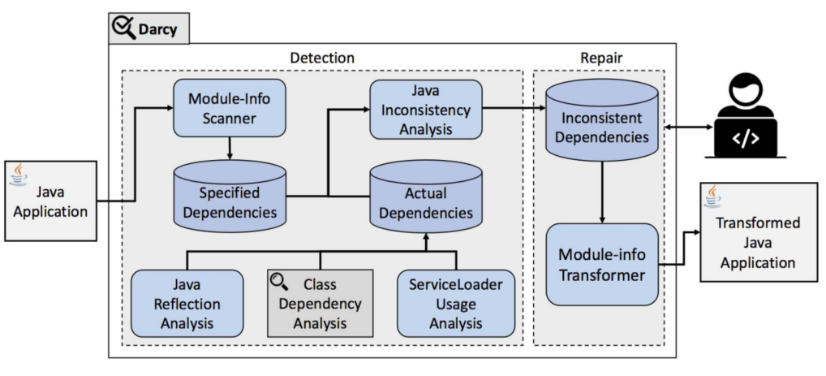 Darcy
Detection
Repair
Module-Info
Scanner
Java
Inconsistency
Analysis
Inconsistent
Dependencies
</>
Java
Application
Specified
Dependencies
Actual
Dependencies
Module-info
Transformer
Transformed
Java
Application
Java
Reflection
Analysis
Class
Dependency
Analysis
ServiceLoader
Usage
Analysis